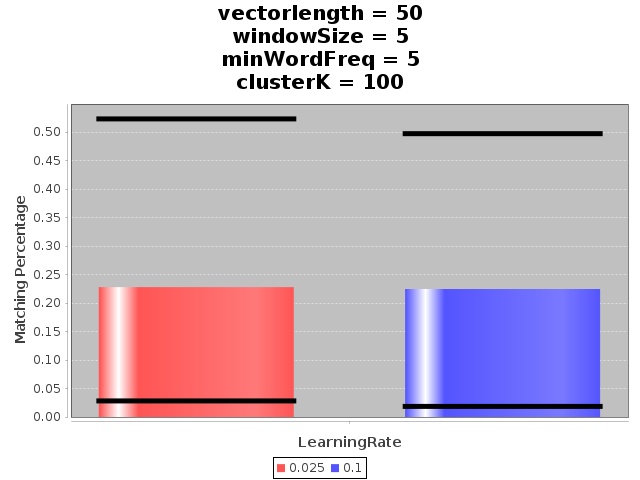 vectorlength = 50
windowSize = 5
minWordFreq = 5
clusterK = 100
Matching Percentage
0.50
0.45
0.40
0.35
0.30
0.25
0.20
0.15
0.10
0.05
0.00
LearningRate
0.025 0.1